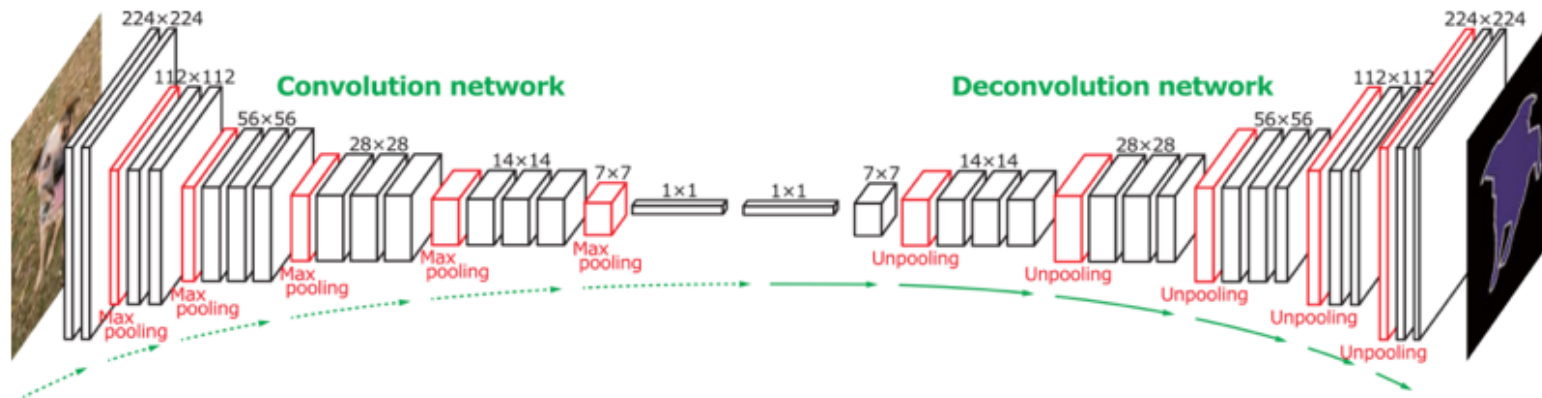 224×224
224×224
Convolution network
Deconvolution network
112×112
112×112
56×56
56×56
28×28
28×28
14×14
14×14
7×7
7×7
1×1
1×1
Max
pooling
Max
pooling
Max
pooling
Max
pooling
Max
pooling
Unpooling
Unpooling
Unpooling
Unpooling
Unpooling